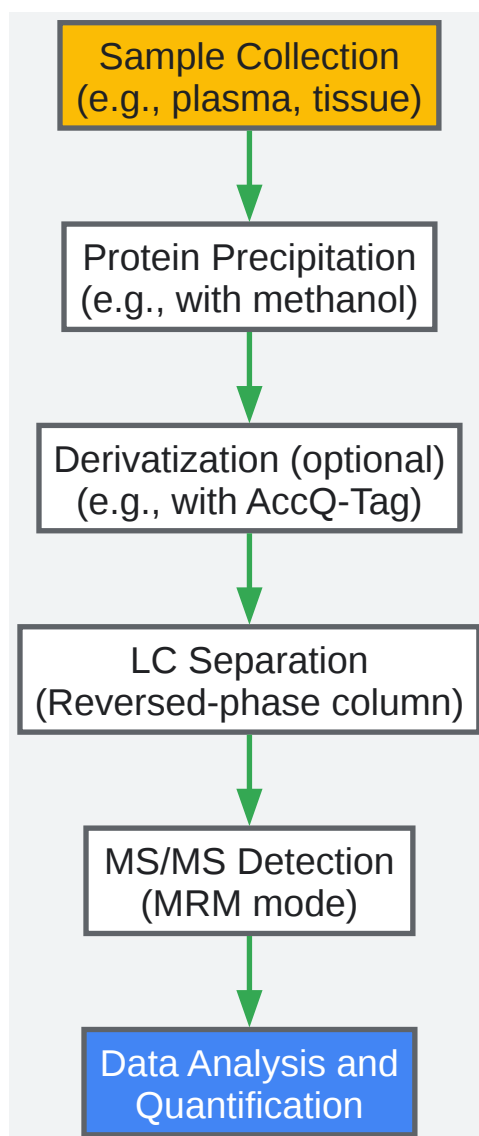 Sample Collection
(e.g., plasma, tissue)
Protein Precipitation
(e.g., with methanol)
Derivatization (optional)
(e.g., with AccQ-Tag)
LC Separation
(Reversed-phase column)
MS/MS Detection
(MRM mode)
Data Analysis and
Quantification